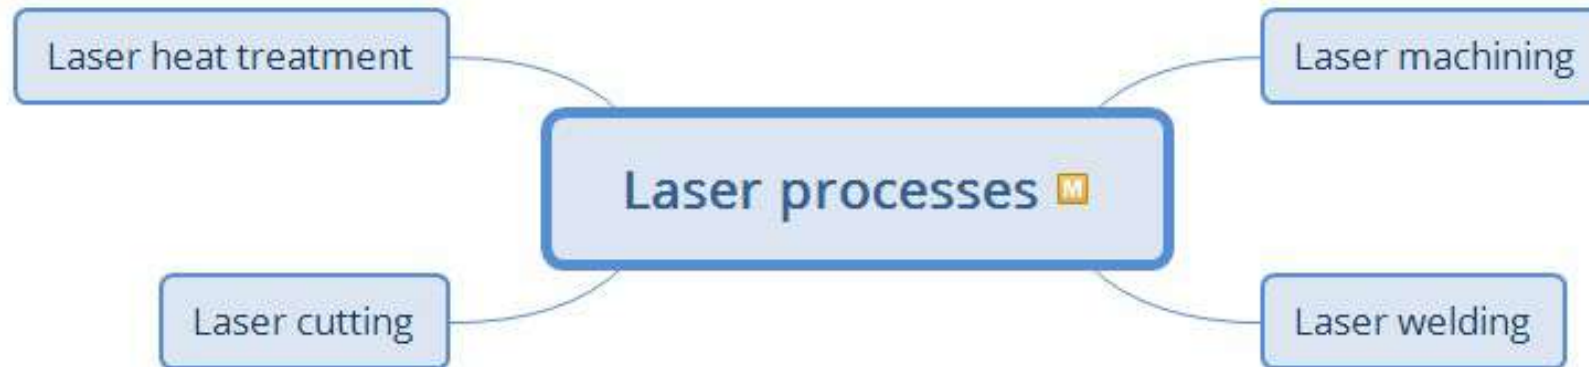 Laser heat treatment
Laser machining
Laser processes M
Laser cutting
Laser welding